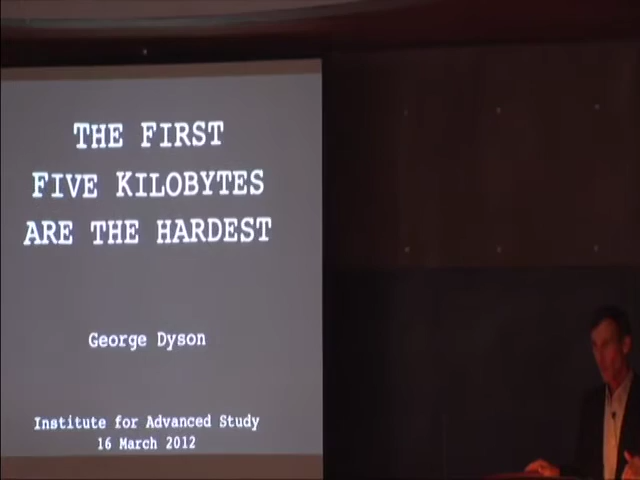 THE FIRST
FIVE KILOBYTES
ARE THE HARDEST
George Dyson
Institute for Advanced Study
16 March 2012